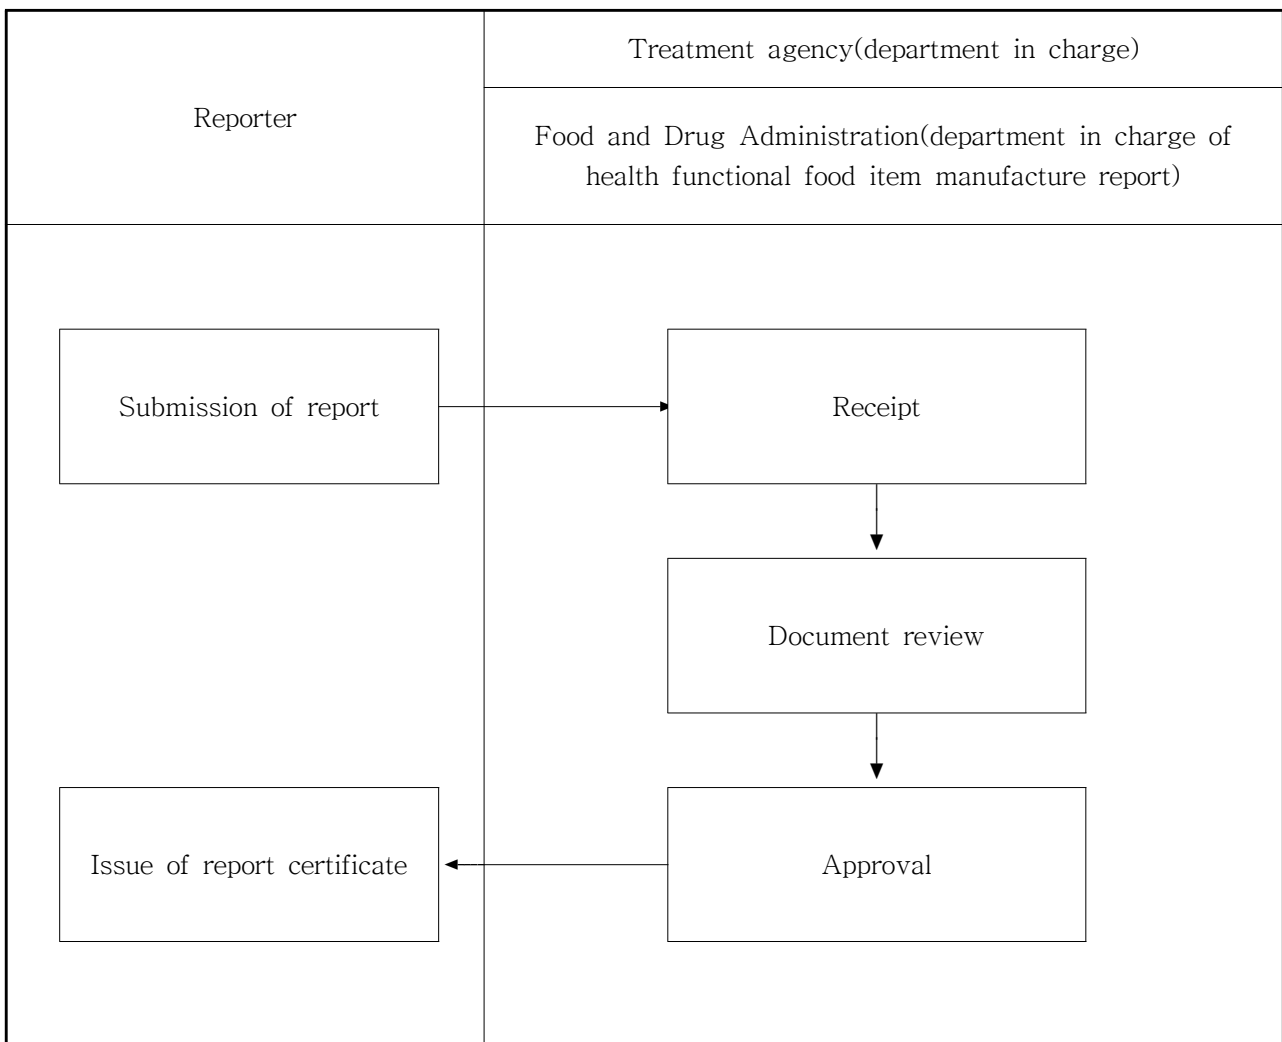 Reporter
Treatment agency(department in charge)
Food and Drug Administration(department in charge of
health functional food item manufacture report)
Submission of report
Receipt
Document review
Approval
Issue of report certificate